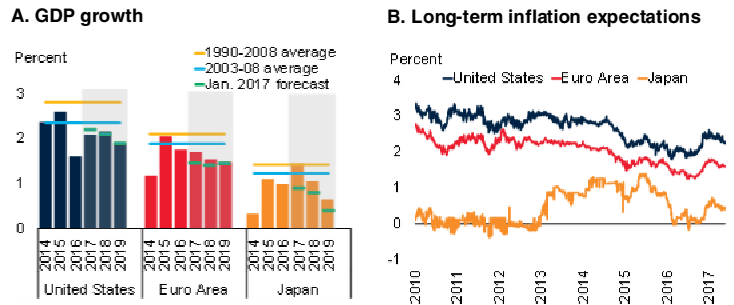 A. GDP growth
Percent
1990-2008 average
2003-08 average
Jan. 2017 forecast
3
2
1
0
2014 2015 2016 2017 2018 2019 2014 2015 2016 2017 2018 2019 2014 2015 2016 2017 2018 2019
United States Euro Area Japan
B. Long-term inflation expectations
Percent
United States Euro Area Japan
4
3
2
1
0
-1
2010 2011 2012 2013 2014 2015 2016 2017